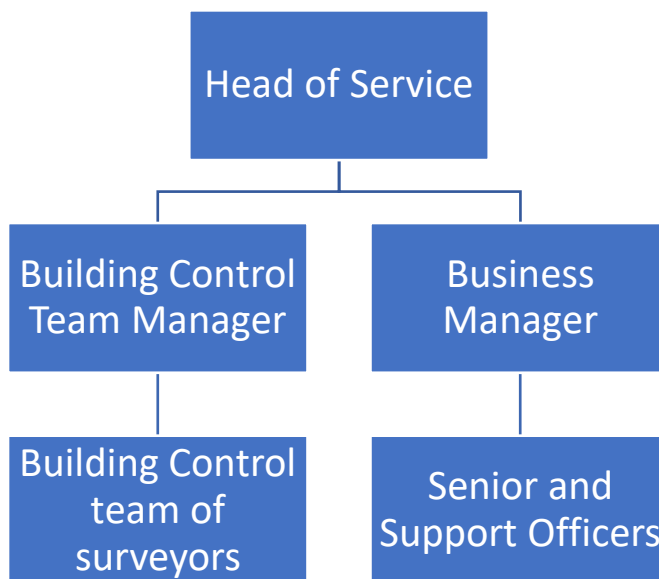 Head of Service
Building Control
Team Manager
Business
Manager
Building Control
team of
surveyors
Senior and
Support Officers